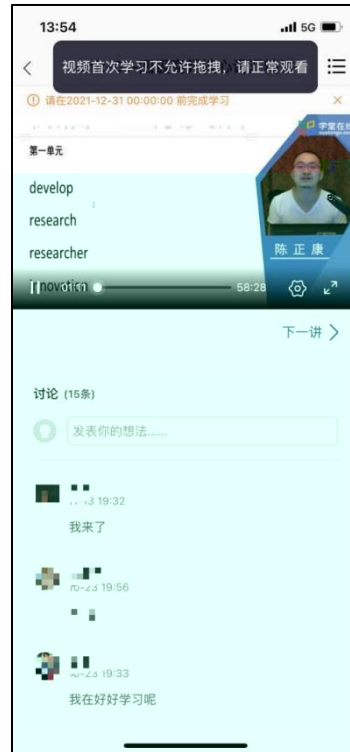 13:54
5G
视频首次学习不允许拖拽，请正常观看
请在2021-12-31 00:00:00 前完成学习
学堂在线
第一单元
develop
research
researcher
innovation
陈正康
58:28
下一讲
讨论 (15条)
发表你的想法......
19:32
我来了
19:56
19:33
我在好好学习呢